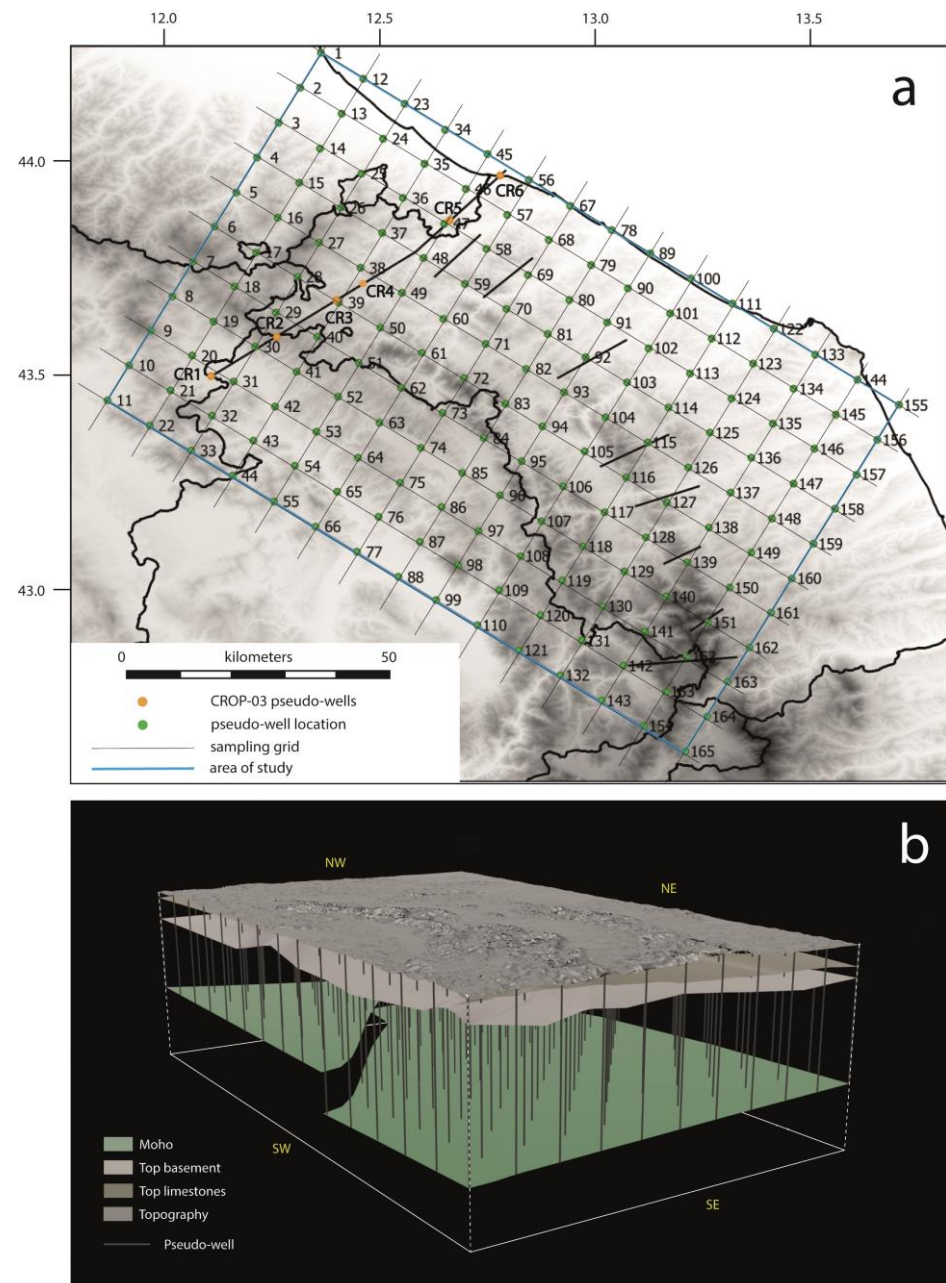 12.0 12.5 13.0 13.5
a
1
2 12
3 13 23
4 14 24 34
44.0
5 15 25 35 45
6 16 26 36 46 CR6 56
7 17 27 37 CR5 47 57 67
8 18 28 38 48 58 68 78
9 19 29 39 CR4 49 59 69 79 89
10 20 CR2 30 CR3 40 50 60 70 80 90 100
43.5
11 21 CR1 31 41 51 61 71 81 91 101 111
22 32 42 52 62 72 82 92 102 112 122
33 43 53 63 73 83 93 103 113 123 133
44 54 64 74 84 94 104 114 124 134 144
55 65 75 85 95 105 115 125 135 145 155
66 76 86 96 106 116 126 136 146 156
77 87 97 107 117 127 137 147 157
88 98 108 118 128 138 148 158
43.0
99 109 119 129 139 149 159
110 120 130 140 150 160
121 131 141 151 161
132 142 152 162
143 153 163
154 164
165
0 kilometers 50
CROP-03 pseudo-wells
pseudo-well location
sampling grid
area of study
b
NW
NE
SW
SE
Moho
Top basement
Top limestones
Topography
Pseudo-well